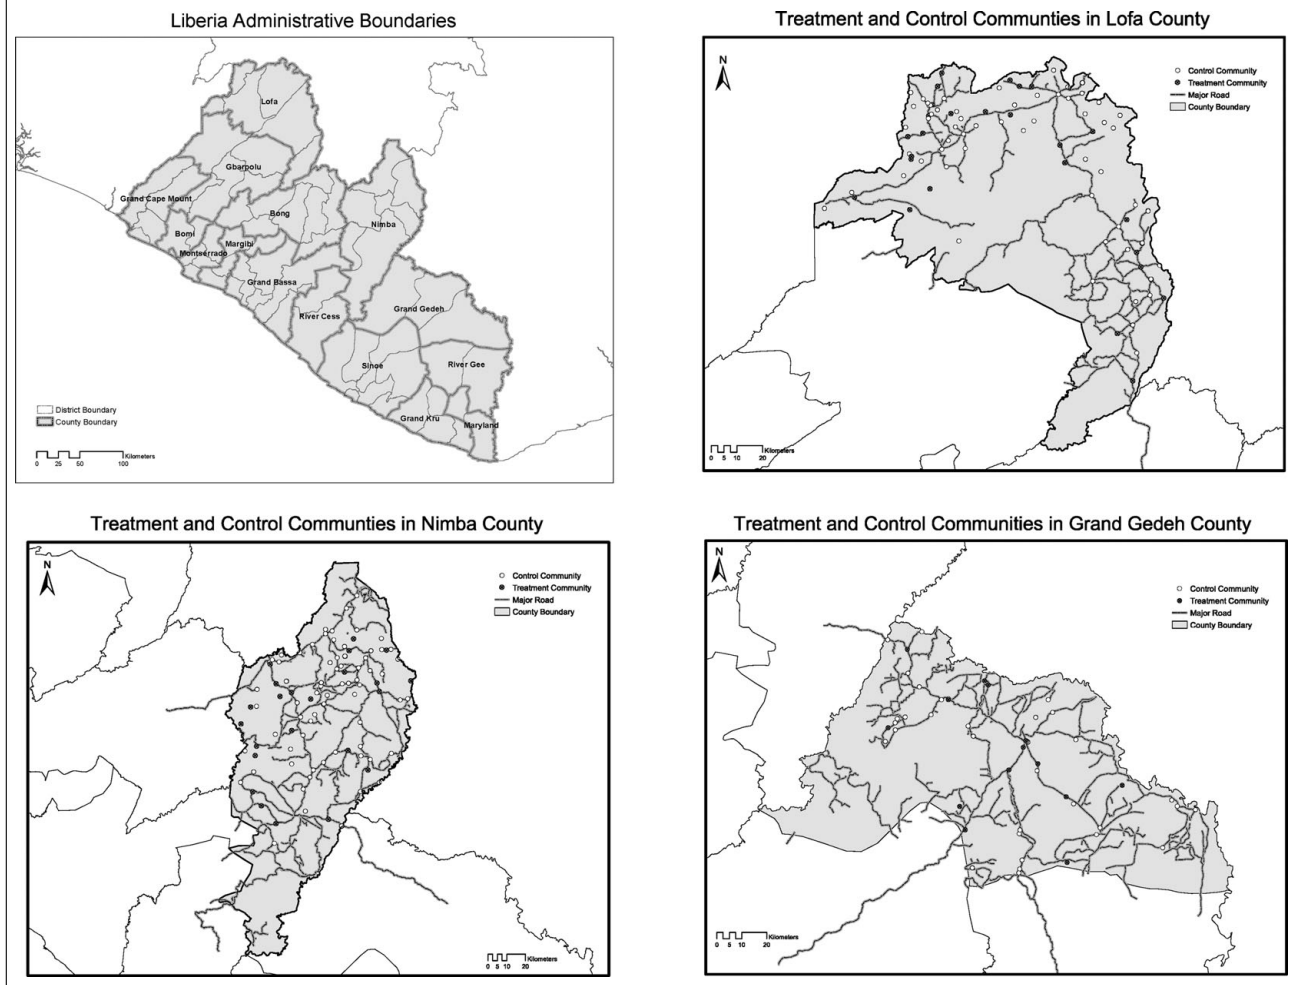 Liberia Administrative Boundaries
Lofa
Gbarpolu
Grand Cape Mount
Bong
Nimba
Bomi
Margibi
Montserrado
Grand Bassa
River Cess
Grand Gedeh
Sinoe
River Gee
Grand Kru
Maryland
District Boundary
County Boundary
Kilometers
0 25 50 100
Treatment and Control Communties in Lofa County
N
Control Community
Treatment Community
Major Road
County Boundary
Kilometers
0 5 10 20
Treatment and Control Communties in Nimba County
N
Control Community
Treatment Community
Major Road
County Boundary
Kilometers
0 5 10 20
Treatment and Control Communities in Grand Gedeh County
N
Control Community
Treatment Community
Major Road
County Boundary
Kilometers
0 5 10 20